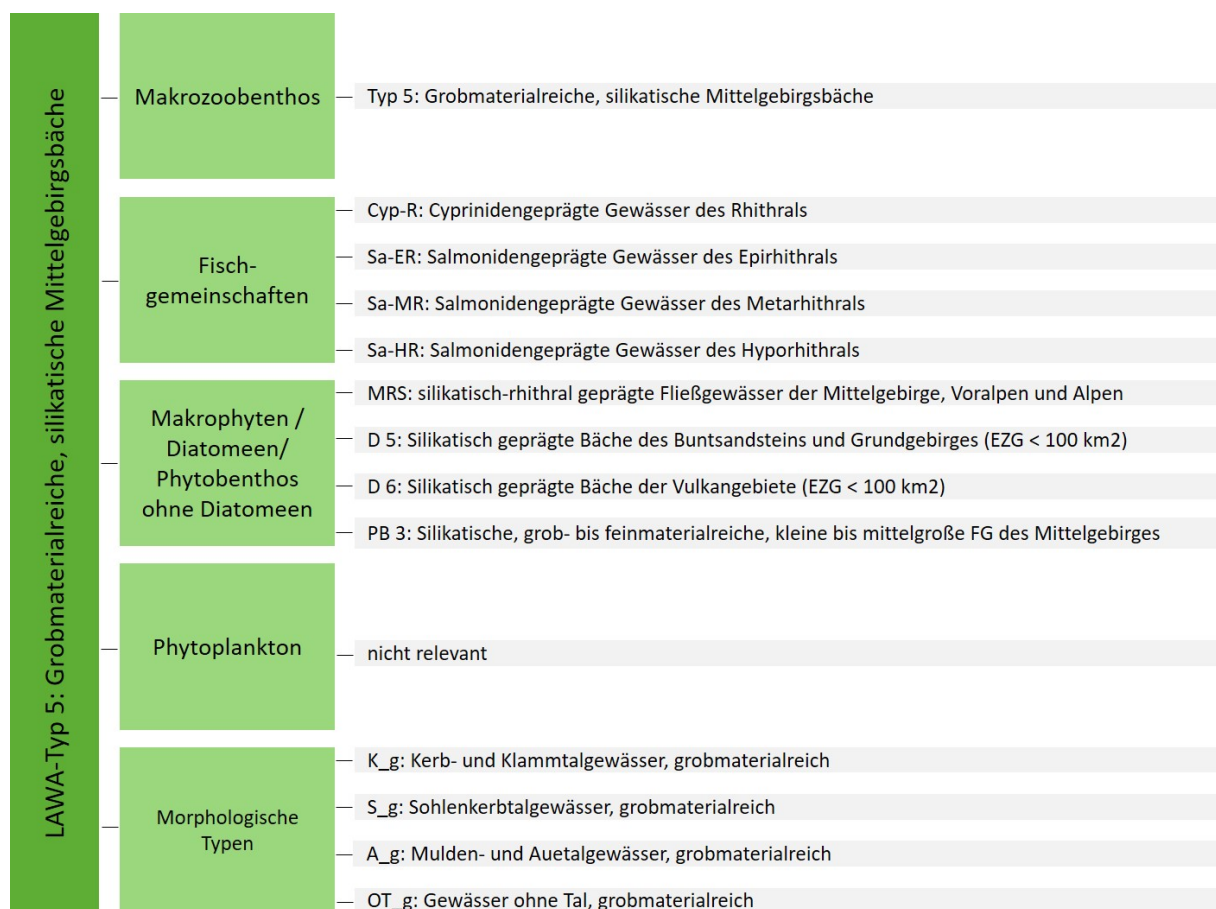 LAWA-Typ 5: Grobmaterialreiche, silikatische Mittelgebirgsbäche
Makrozoobenthos
Typ 5: Grobmaterialreiche, silikatische Mittelgebirgsbäche
Fisch-
gemeinschaften
Cyp-R: Cyprinidengeprägte Gewässer des Rhithrals
Sa-ER: Salmonidengeprägte Gewässer des Epirhithrals
Sa-MR: Salmonidengeprägte Gewässer des Metarhithrals
Sa-HR: Salmonidengeprägte Gewässer des Hyporhithrals
Makrophyten /
Diatomeen/
Phytobenthos
ohne Diatomeen
MRS: silikatisch-rhithral geprägte Fließgewässer der Mittelgebirge, Voralpen und Alpen
D 5: Silikatisch geprägte Bäche des Buntsandsteins und Grundgebirges (EZG < 100 km2)
D 6: Silikatisch geprägte Bäche der Vulkangebiete (EZG < 100 km2)
PB 3: Silikatische, grob- bis feinmaterialreiche, kleine bis mittelgroße FG des Mittelgebirges
Phytoplankton
nicht relevant
Morphologische
Typen
K_g: Kerb- und Klammtalgewässer, grobmaterialreich
S_g: Sohlenkerbtalgewässer, grobmaterialreich
A_g: Mulden- und Auetalgewässer, grobmaterialreich
OT_g: Gewässer ohne Tal, grobmaterialreich